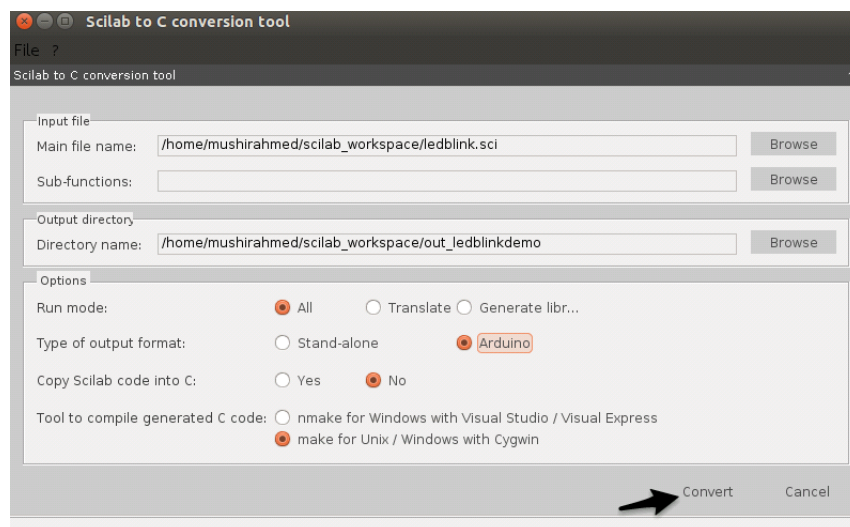 Scilab to C conversion tool
File ?
Scilab to C conversion tool
Input file
Main file name: /home/mushirahmed/scilab_workspace/ledblink.sci Browse
Sub-functions: Browse
Output directory
Directory name: /home/mushirahmed/scilab_workspace/out_ledblinkdemo Browse
Options
Run mode: All Translate Generate libr...
Type of output format: Stand-alone Arduino
Copy Scilab code into C: Yes No
Tool to compile generated C code: nmake for Windows with Visual Studio / Visual Express
make for Unix / Windows with Cygwin
Convert Cancel